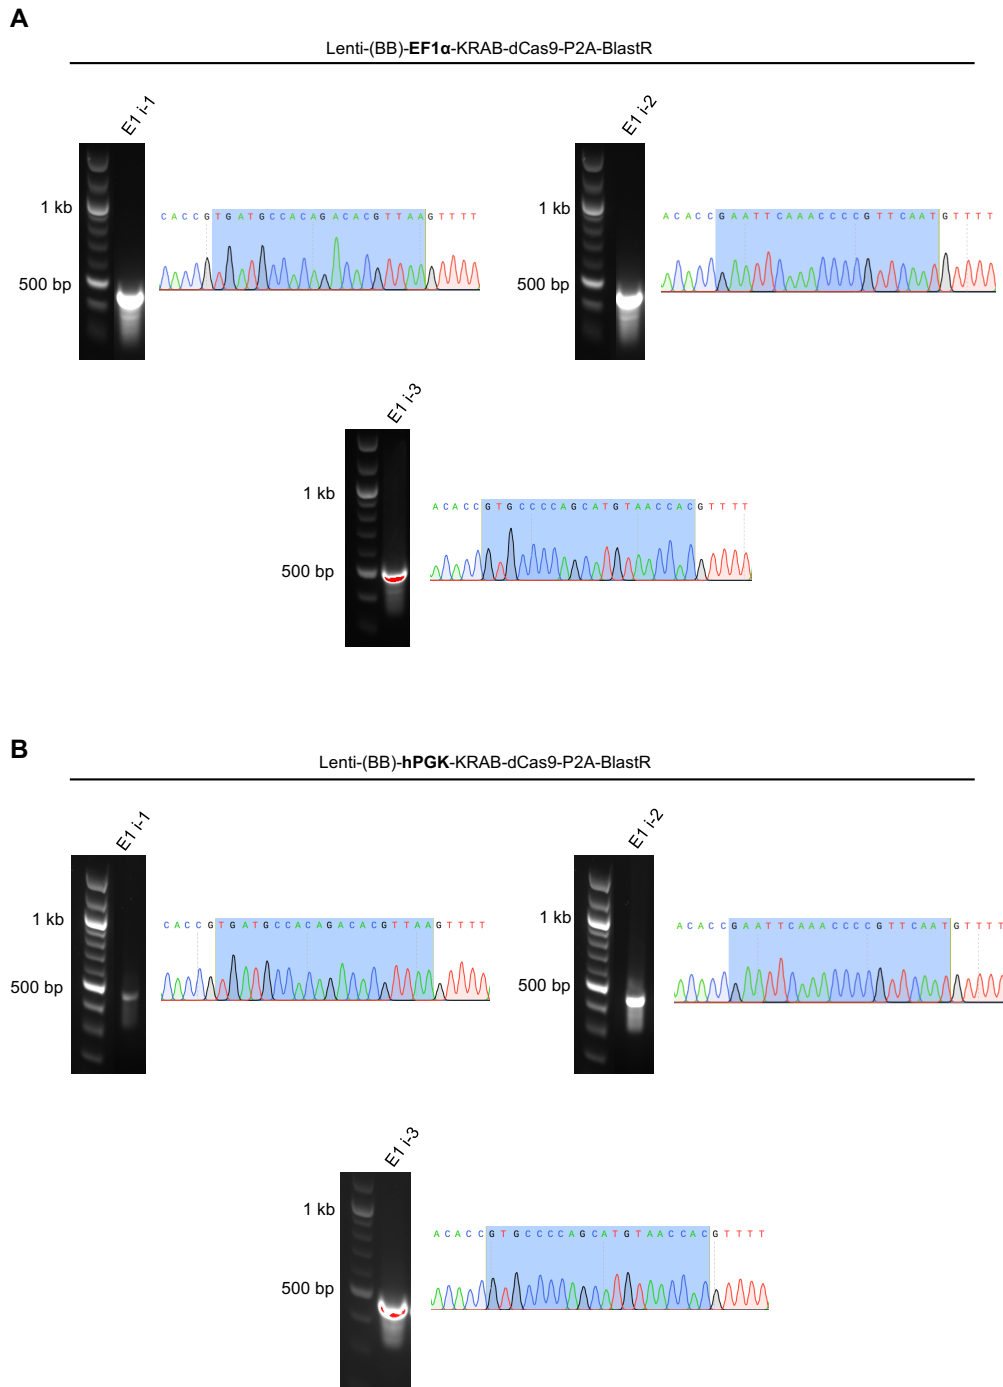 A
Lenti-(BB)-EF1α-KRAB-dCas9-P2A-BlastR
E1 i-1
1 kb
500 bp
CACCGTGATGCCACAGACACGTTAAGTTTT
E1 i-2
1 kb
500 bp
ACACCGAATTCAAACCCCGTTCAATGTTTT
E1 i-3
1 kb
500 bp
ACACCGTGCCCCAGCATGTAACCACGTTTT
B
Lenti-(BB)-hPGK-KRAB-dCas9-P2A-BlastR
E1 i-1
1 kb
500 bp
CACCGTGATGCCACAGACACGTTAAGTTTT
E1 i-2
1 kb
500 bp
ACACCGAATTCAAACCCCGTTCAATGTTTT
E1 i-3
1 kb
500 bp
ACACCGTGCCCCAGCATGTAACCACGTTTT